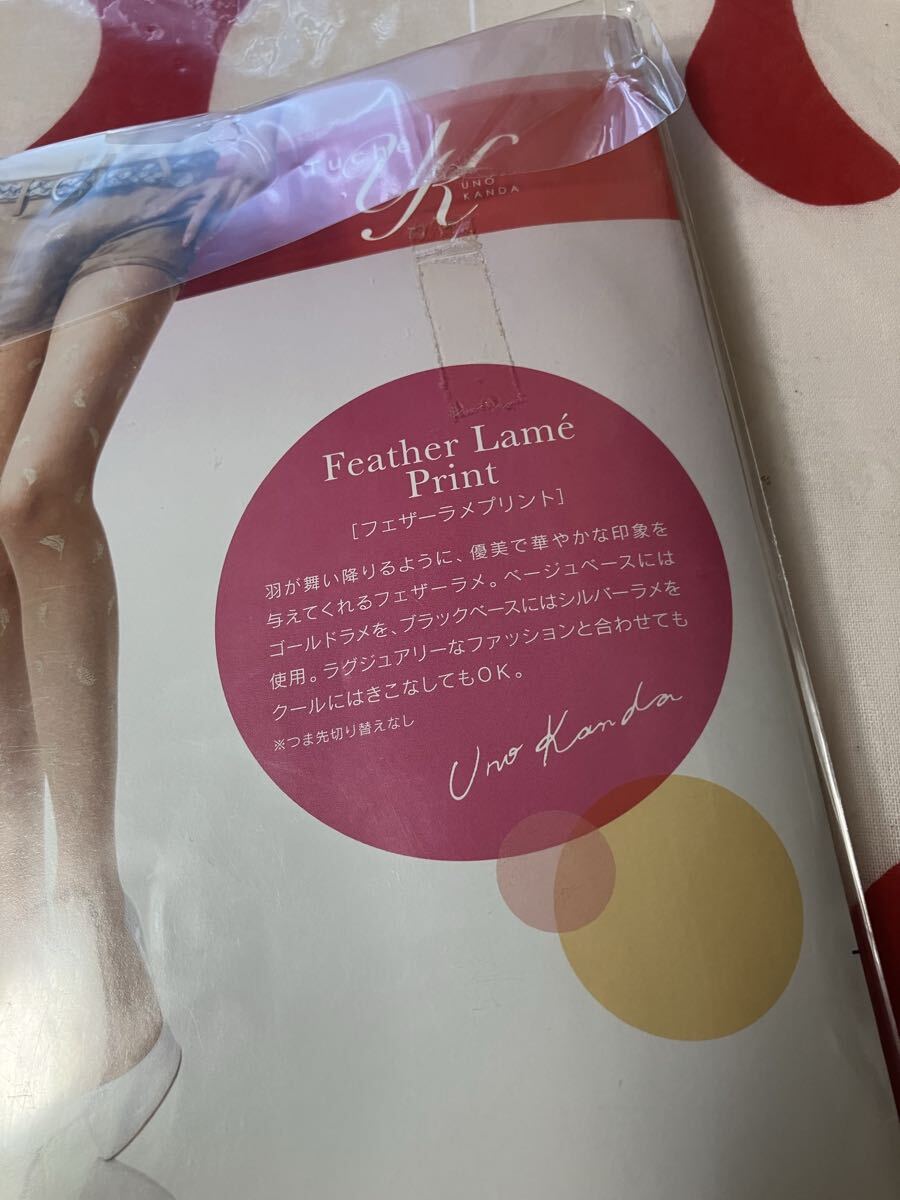 Tuche
UK
UNO
KANDA
Feather Lamé
Print
[フェザーラメプリント]
羽が舞い降りるように、優美で華やかな印象を
与えてくれるフェザーラメ。ベージュベースには
ゴールドラメを、ブラックベースにはシルバーラメを
使用。ラグジュアリーなファッションと合わせても
クールにはきこなしてもOK。
※つま先切り替えなし
Uno Kanda